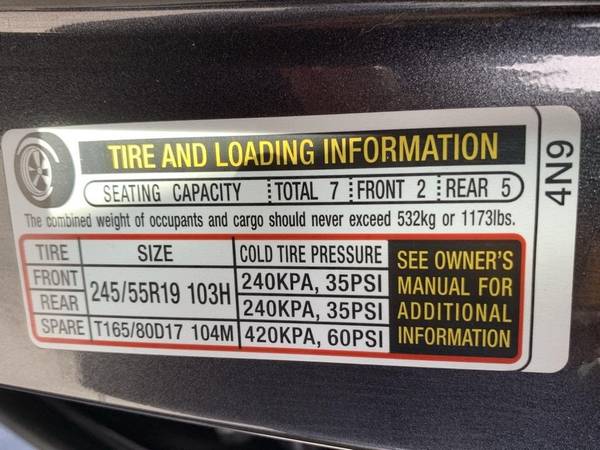 TIRE AND LOADING INFORMATION
SEATING CAPACITY TOTAL 7 FRONT 2 REAR 5
The combined weight of occupants and cargo should never exceed 532kg or 1173lbs.
TIRE SIZE COLD TIRE PRESSURE
FRONT 245/55R19 103H 240KPA, 35PSI
REAR 240KPA, 35PSI
SPARE T165/80D17 104M 420KPA, 60PSI
SEE OWNER'S
MANUAL FOR
ADDITIONAL
INFORMATION
4N9